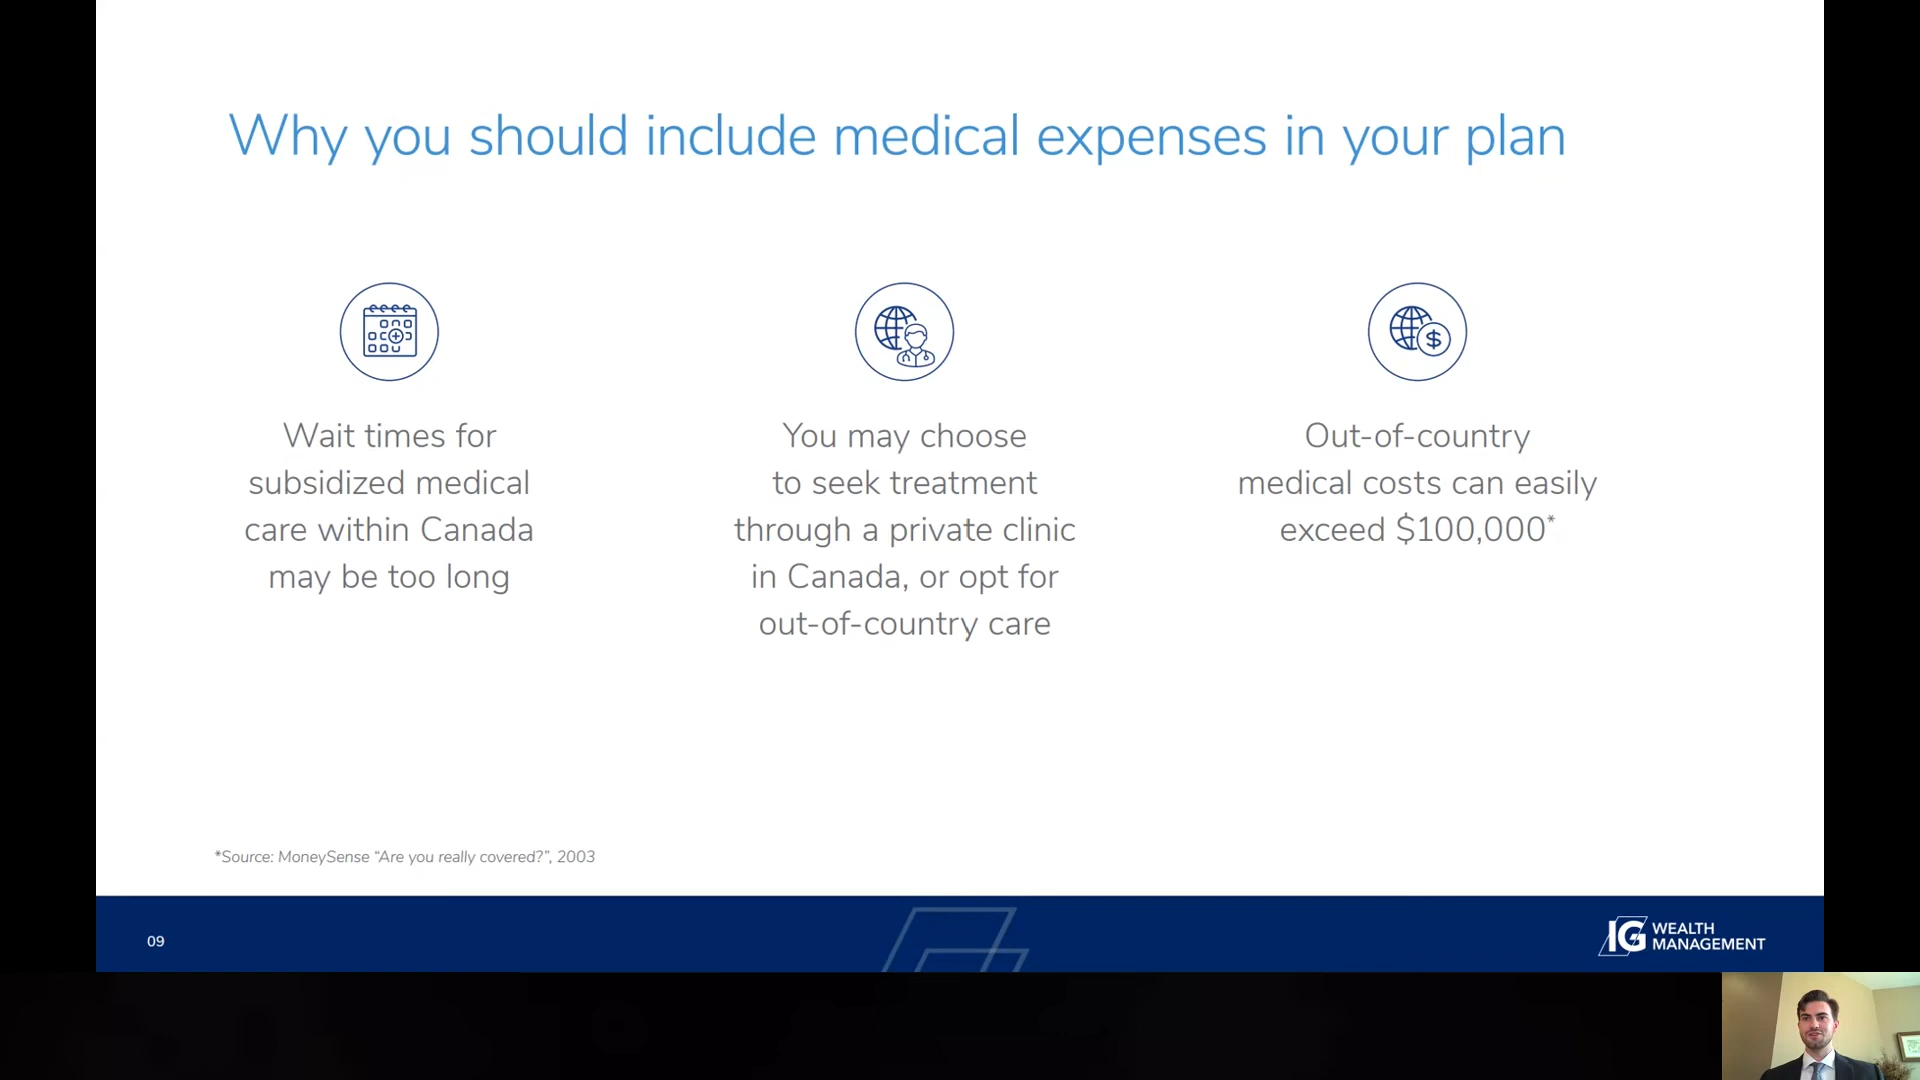 Why you should include medical expenses in your plan
Wait times for
subsidized medical
care within Canada
may be too long
You may choose
to seek treatment
through a private clinic
in Canada, or opt for
out-of-country care
$
Out-of-country
medical costs can easily
exceed $100,000*
*Source: MoneySense “Are you really covered?”, 2003
09
IG WEALTH
MANAGEMENT